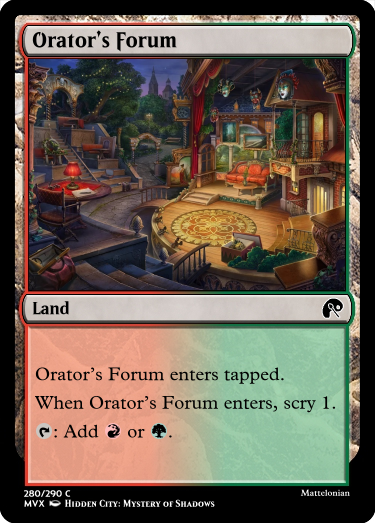 Orator's Forum
Land
Orator's Forum enters tapped.
When Orator's Forum enters, scry 1.
: Add or .
280/290 C
MVX Hidden City: Mystery of Shadows
Mattelonian